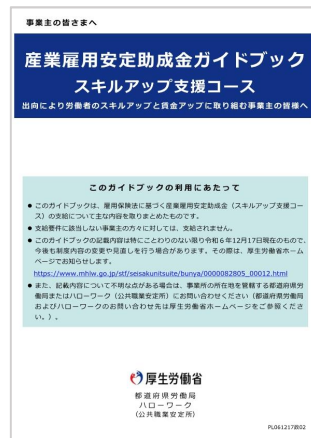 事業主の皆さまへ
産業雇用安定助成金ガイドブック
スキルアップ支援コース
出向により労働者のスキルアップと賃金アップに取り組む事業主の皆様へ
このガイドブックの利用にあたって
● このガイドブックは、雇用保険法に基づく産業雇用安定助成金（スキルアップ支援コー
ス）の支給について主な内容を取りまとめたものです。
● 支給要件に該当しない事業主の方々に対しては、支給されません。
● このガイドブックの記載内容は特にことわりのない限り令和６年12月17日現在のもので、
今後も制度内容の変更や見直しを行う場合があります。その際は、厚生労働省ホーム
ページでお知らせします。
https://www.mhlw.go.jp/stf/seisakunitsuite/bunya/0000082805_00012.html
● また、記載内容について不明な点がある場合は、事業所の所在地を管轄する都道府県労
働局またはハローワーク（公共職業安定所）にお問い合わせください（都道府県労働局
およびハローワークのお問い合わせ先は厚生労働省ホームページをご参照くださ
い。）。
厚生労働省
都道府県労働局
ハローワーク
（公共職業安定所）
PL061217政02